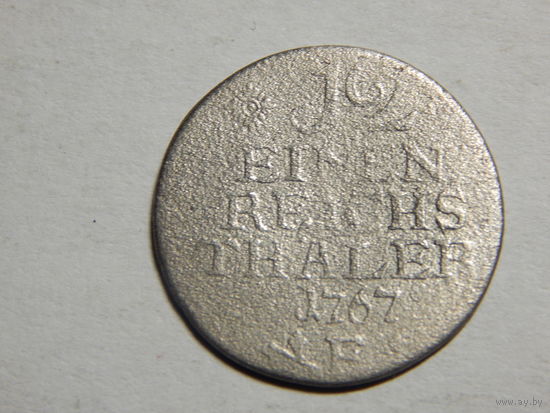 12
EINEN
REICHS
THALER
1767
F
www.ay.by